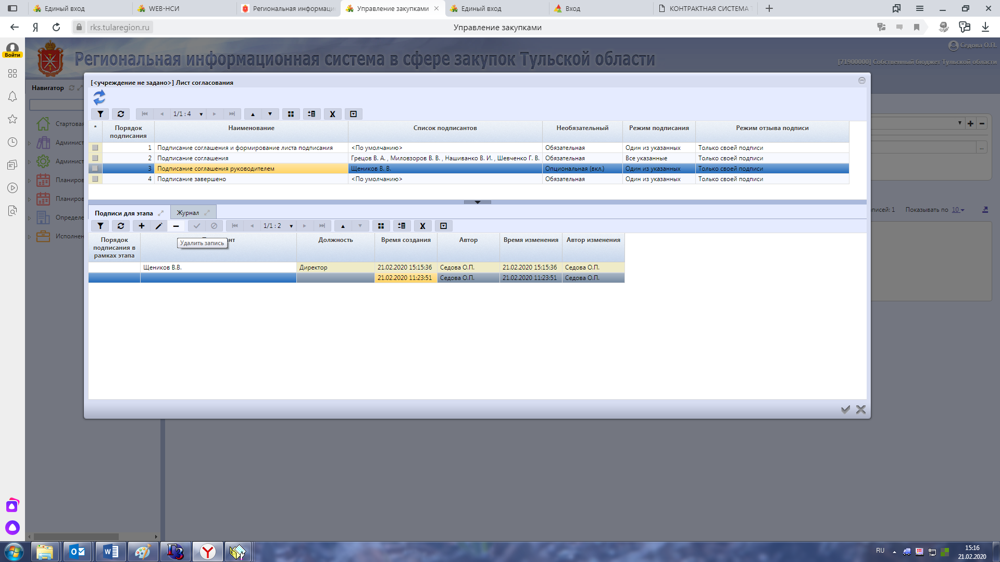 Единый вход
WEB-НСИ
Региональная информаци
Управление закупками
Единый вход
Вход
КОНТРАКТНАЯ СИСТЕМА
rks.tularegion.ru
Управление закупками
Войти
Региональная информационная система в сфере закупок Тульской области
Седова О.П.
[71900000] Собственный бюджет Тульской области
Навигатор
Стартовая
Админист
Админист
Планиров
Планиров
Определе
Исполнен
[<учреждение не задано>] Лист согласования
1/1 : 4
* Порядок подписания Наименование Список подписантов Необязательный Режим подписания Режим отзыва подписи
1 Подписание соглашения и формирование листа подписания <По умолчанию> Обязательная Один из указанных Только своей подписи
2 Подписание соглашения Грецов В. А. , Миловзоров В. В. , Нашиванко В. И. , Шевченко Г. В. Обязательная Все указанные Только своей подписи
3 Подписание соглашения руководителем Щеников В. В. Опциональная (вкл.) Один из указанных Только своей подписи
4 Подписание завершено <По умолчанию> Обязательная Один из указанных Только своей подписи
Подписи для этапа
Журнал
1/1 : 2
Порядок подписания в рамках этапа
Удалить запись
Должность Время создания Автор Время изменения Автор изменения
Щеников В.В. Директор 21.02.2020 15:15:36 Седова О.П. 21.02.2020 15:15:36 Седова О.П.
21.02.2020 11:23:51 Седова О.П. 21.02.2020 11:23:51 Седова О.П.
писей: 1 Показывать по 10
RU
15:16
21.02.2020